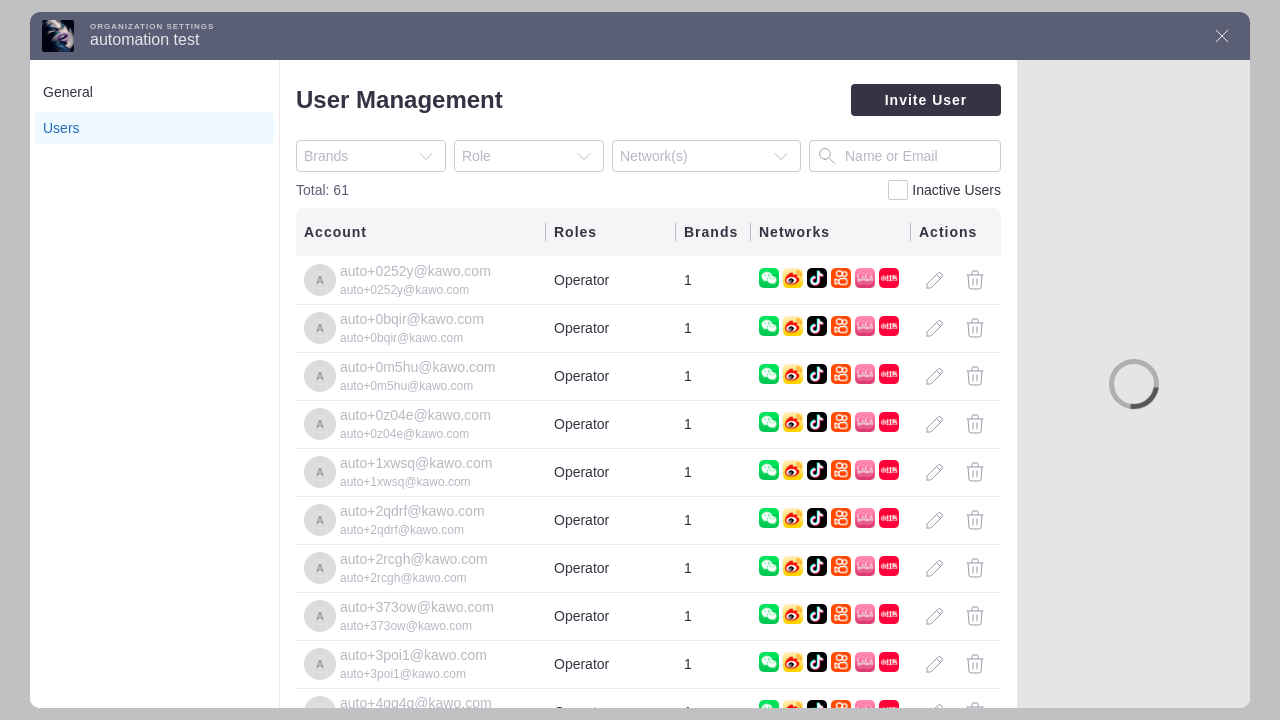 ORGANIZATION SETTINGS
automation test
General
Users
User Management
Invite User
Brands
Role
Network(s)
Name or Email
Total: 61
Inactive Users
Account Roles Brands Networks Actions
A auto+0252y@kawo.com
auto+0252y@kawo.com
Operator 1
A auto+0bqir@kawo.com
auto+0bqir@kawo.com
Operator 1
A auto+0m5hu@kawo.com
auto+0m5hu@kawo.com
Operator 1
A auto+0z04e@kawo.com
auto+0z04e@kawo.com
Operator 1
A auto+1xwsq@kawo.com
auto+1xwsq@kawo.com
Operator 1
A auto+2qdrf@kawo.com
auto+2qdrf@kawo.com
Operator 1
A auto+2rcgh@kawo.com
auto+2rcgh@kawo.com
Operator 1
A auto+373ow@kawo.com
auto+373ow@kawo.com
Operator 1
A auto+3poi1@kawo.com
auto+3poi1@kawo.com
Operator 1